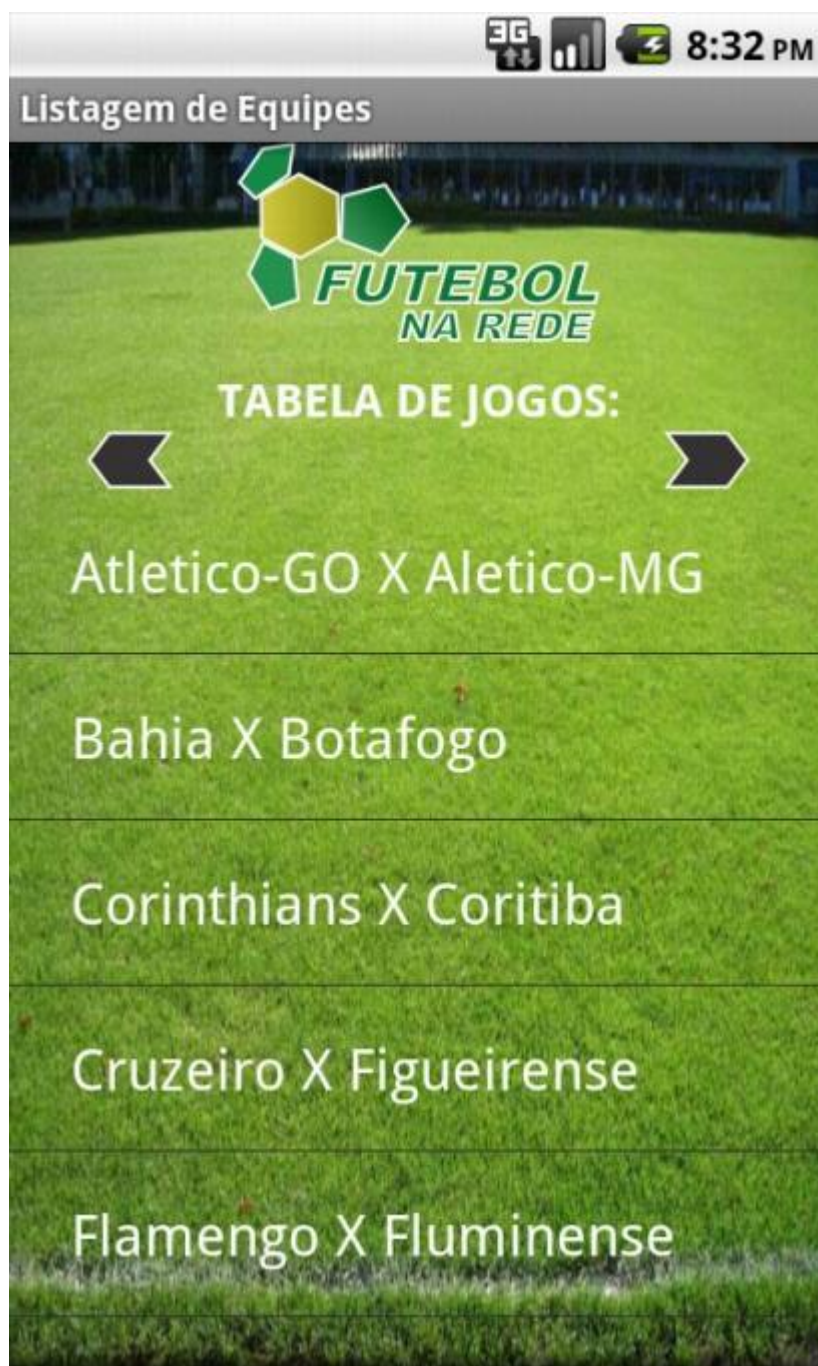 3G
8:32 PM
Listagem de Equipes
FUTEBOL
NA REDE
TABELA DE JOGOS:
Atletico-GO X Aletico-MG
Bahia X Botafogo
Corinthians X Coritiba
Cruzeiro X Figueirense
Flamengo X Fluminense